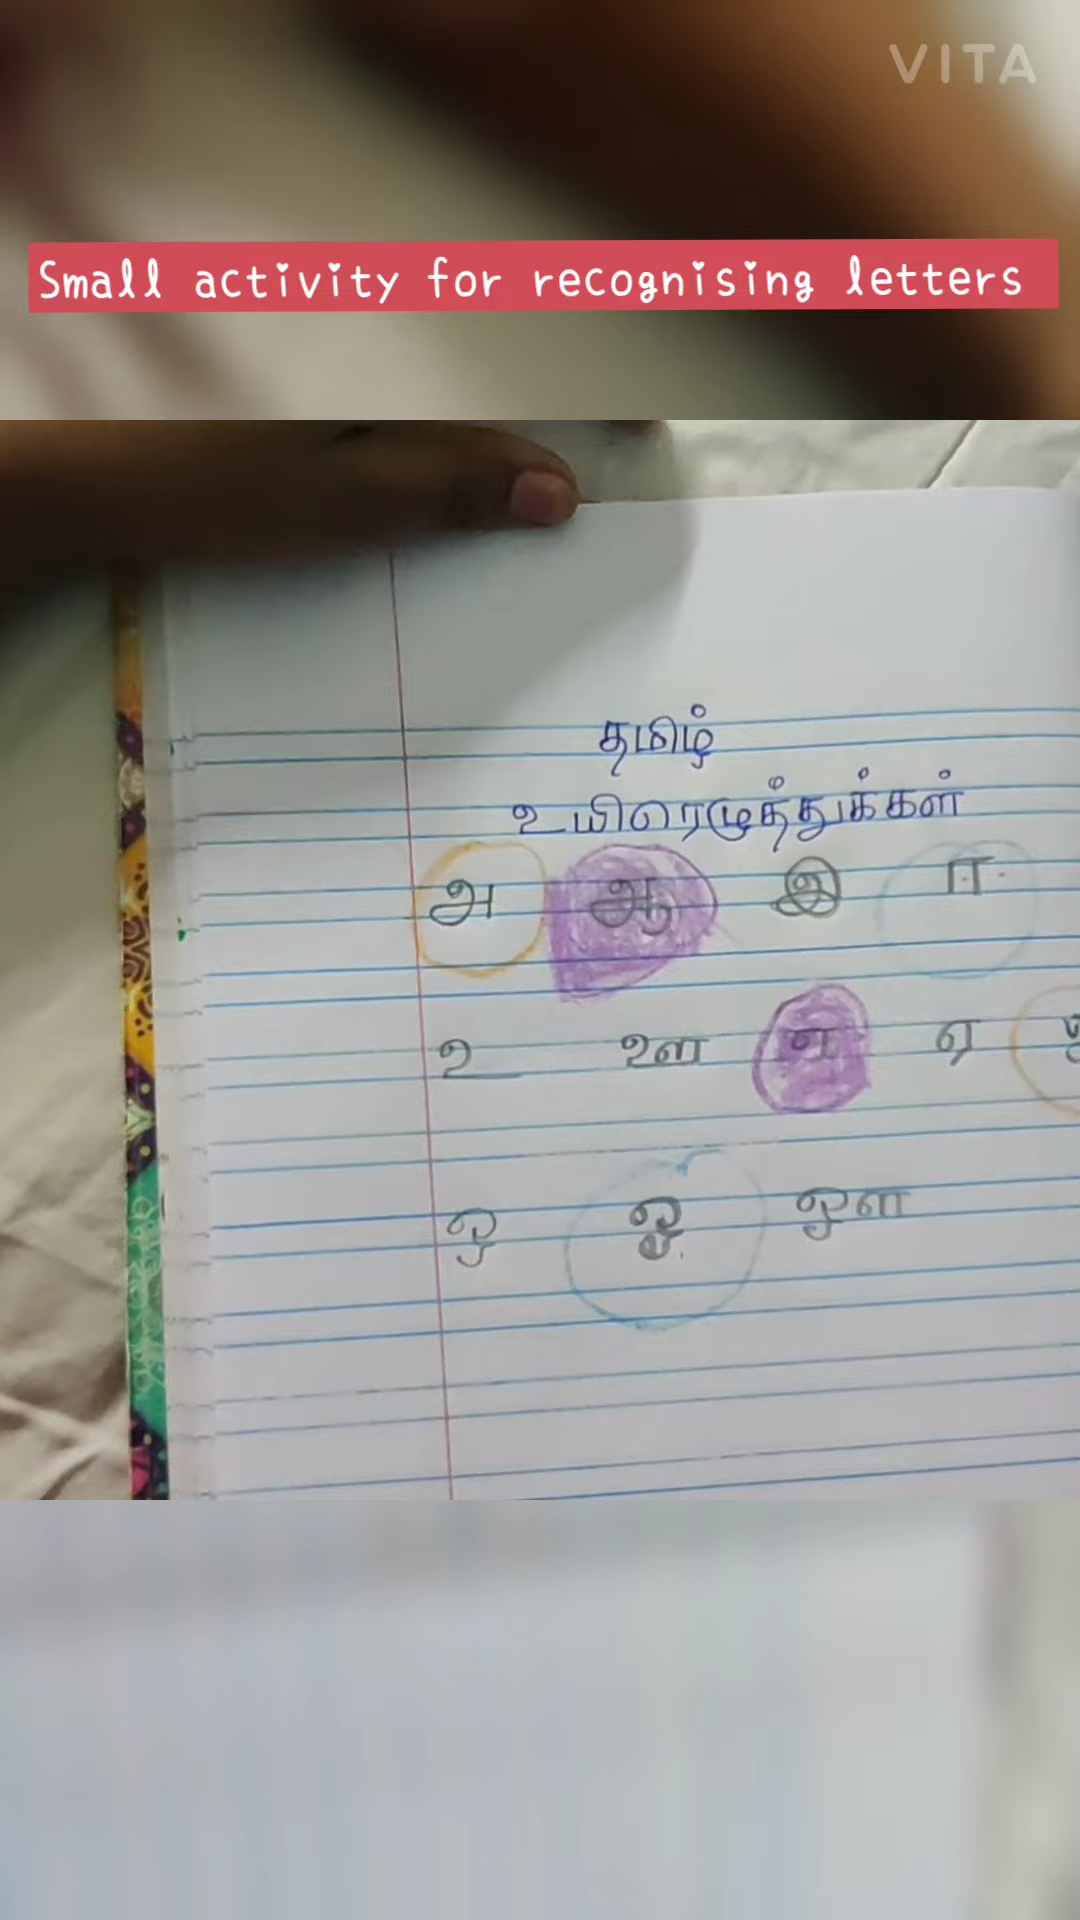 VITA
Small activity for recognising letters
தமிழ்
உயிரெழுத்துக்கள்
அ ஆ இ ஈ
உ ஊ எ ஏ
ஒ ஓ ஔ